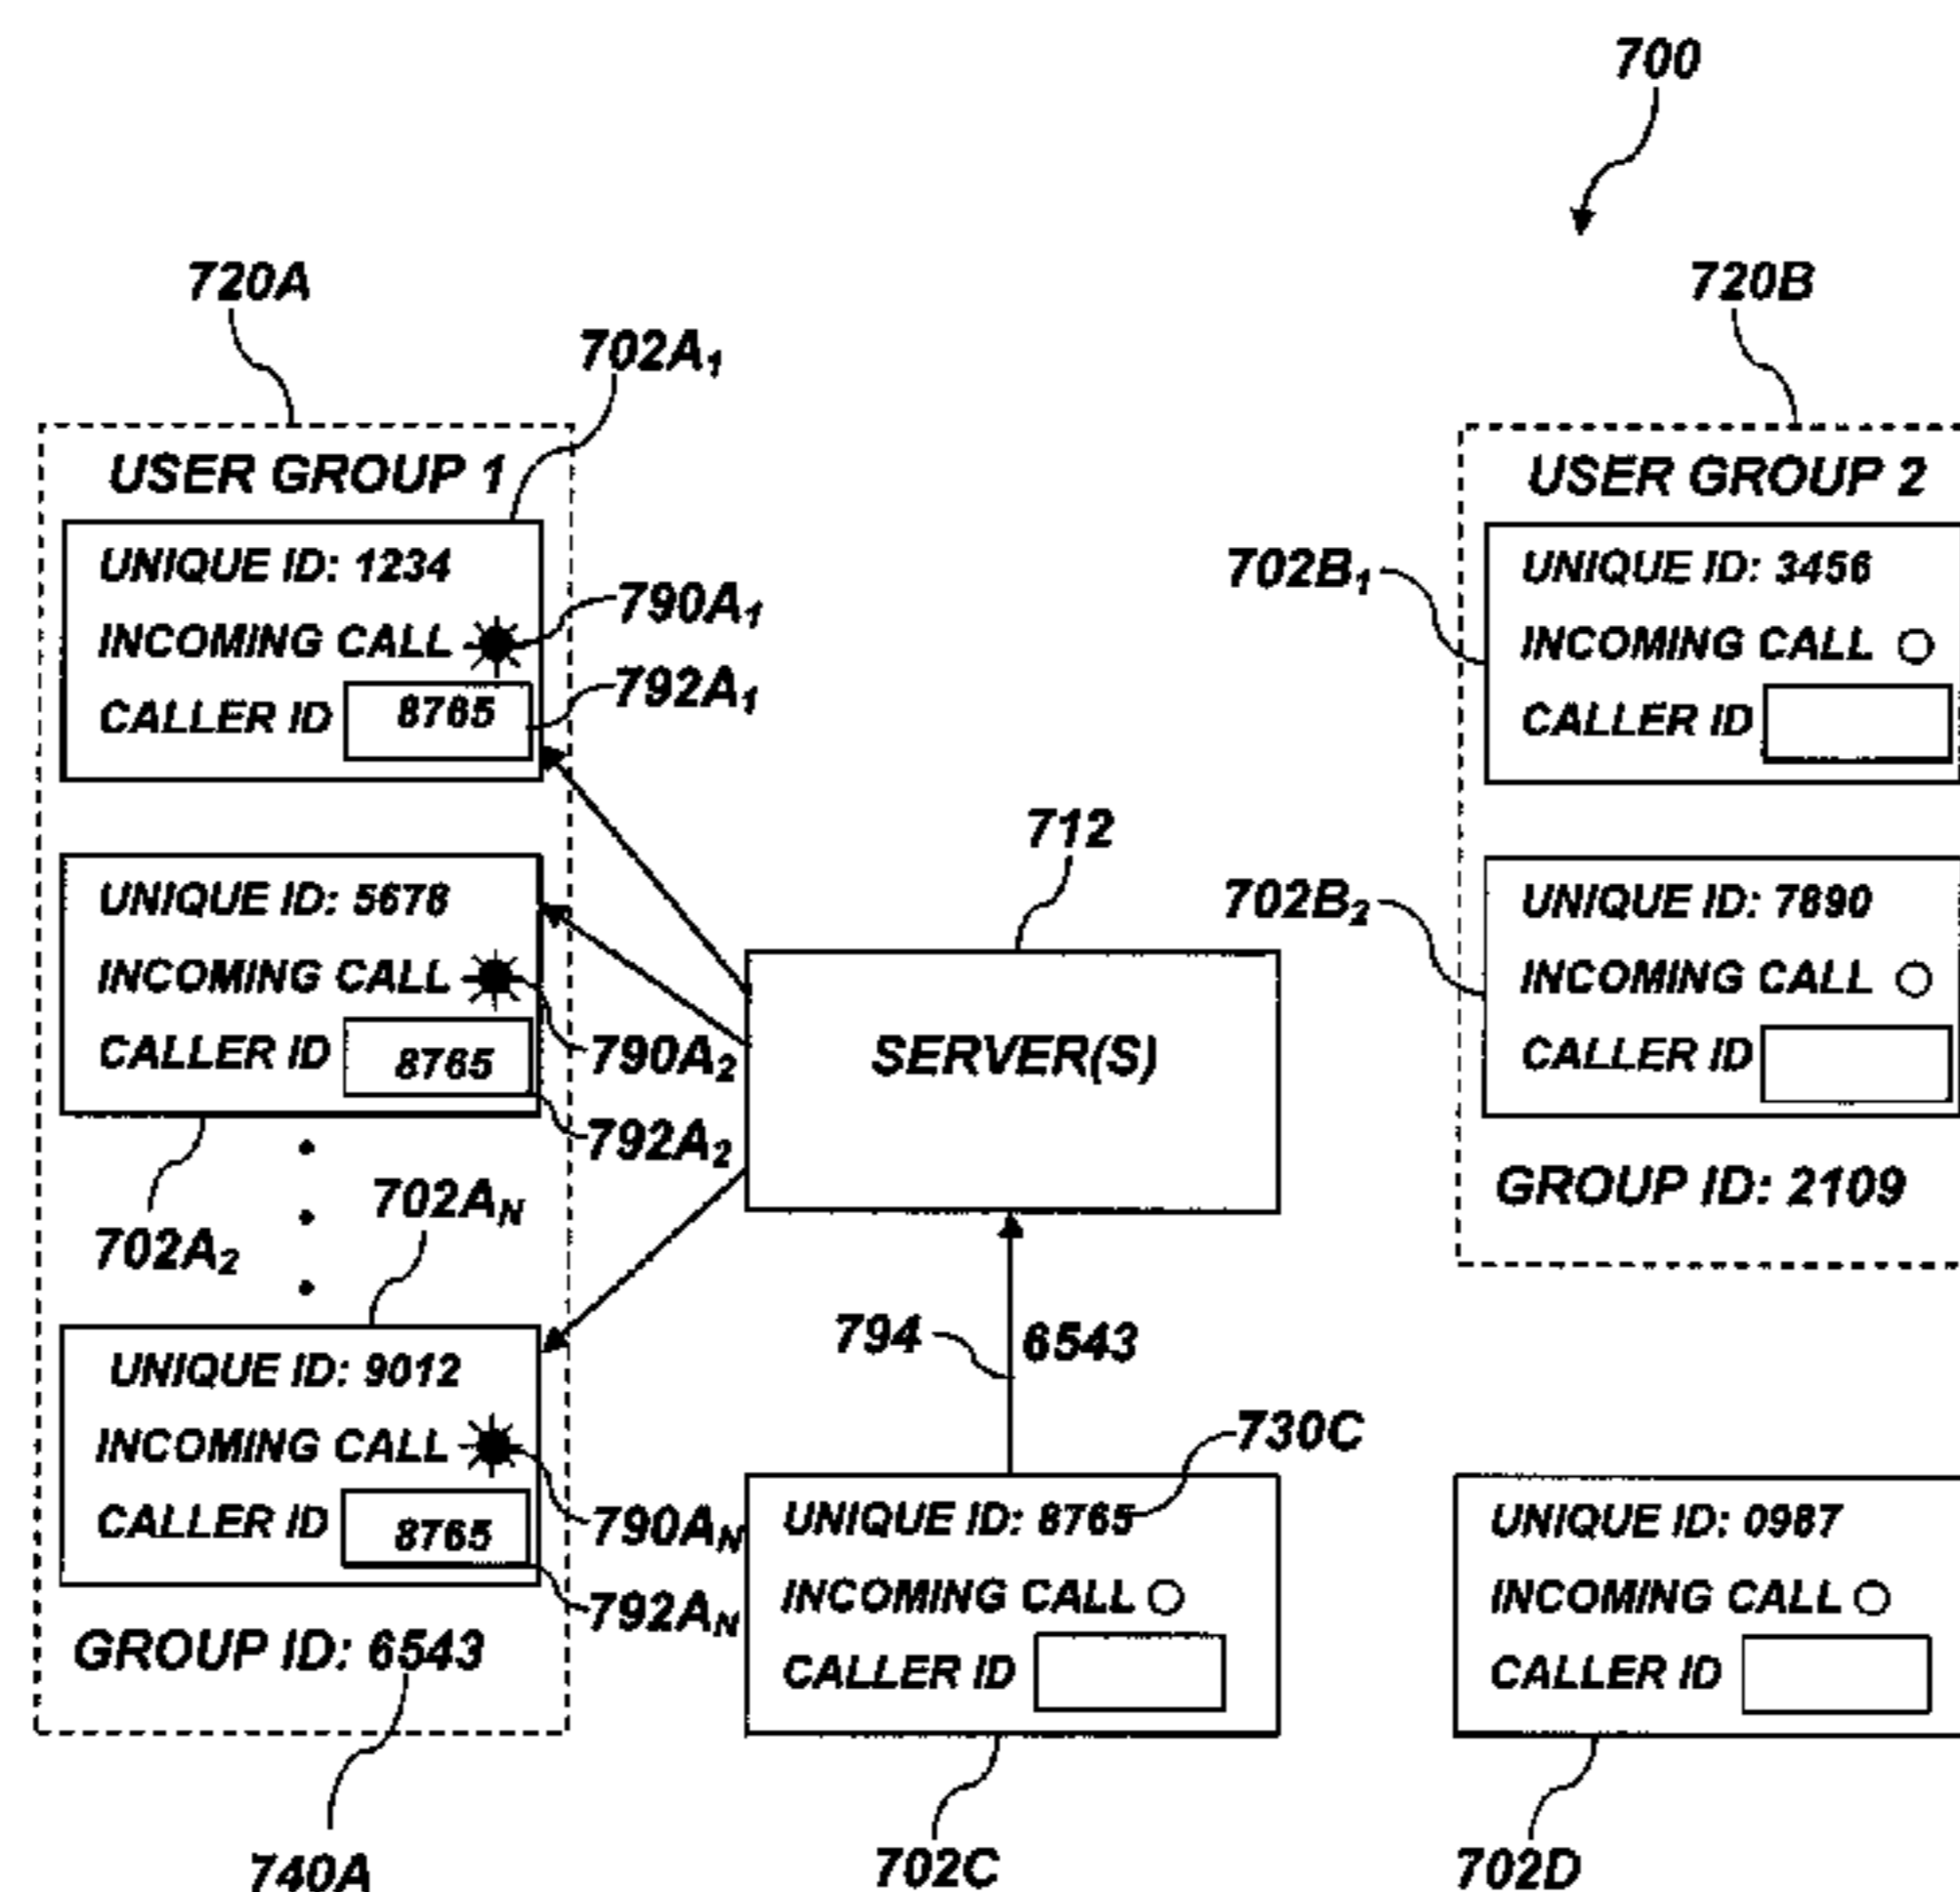 700
720A
720B
702A1
USER GROUP 1
UNIQUE ID: 1234
INCOMING CALL
CALLER ID 8765
790A1
792A1
USER GROUP 2
702B1
UNIQUE ID: 3456
INCOMING CALL
CALLER ID
712
UNIQUE ID: 5678
INCOMING CALL
CALLER ID 8765
790A2
792A2
702A2
702AN
SERVER(S)
702B2
UNIQUE ID: 7890
INCOMING CALL
CALLER ID
GROUP ID: 2109
794
6543
UNIQUE ID: 9012
INCOMING CALL
CALLER ID 8765
790AN
792AN
GROUP ID: 6543
730C
UNIQUE ID: 8765
INCOMING CALL
CALLER ID
UNIQUE ID: 0987
INCOMING CALL
CALLER ID
740A
702C
702D